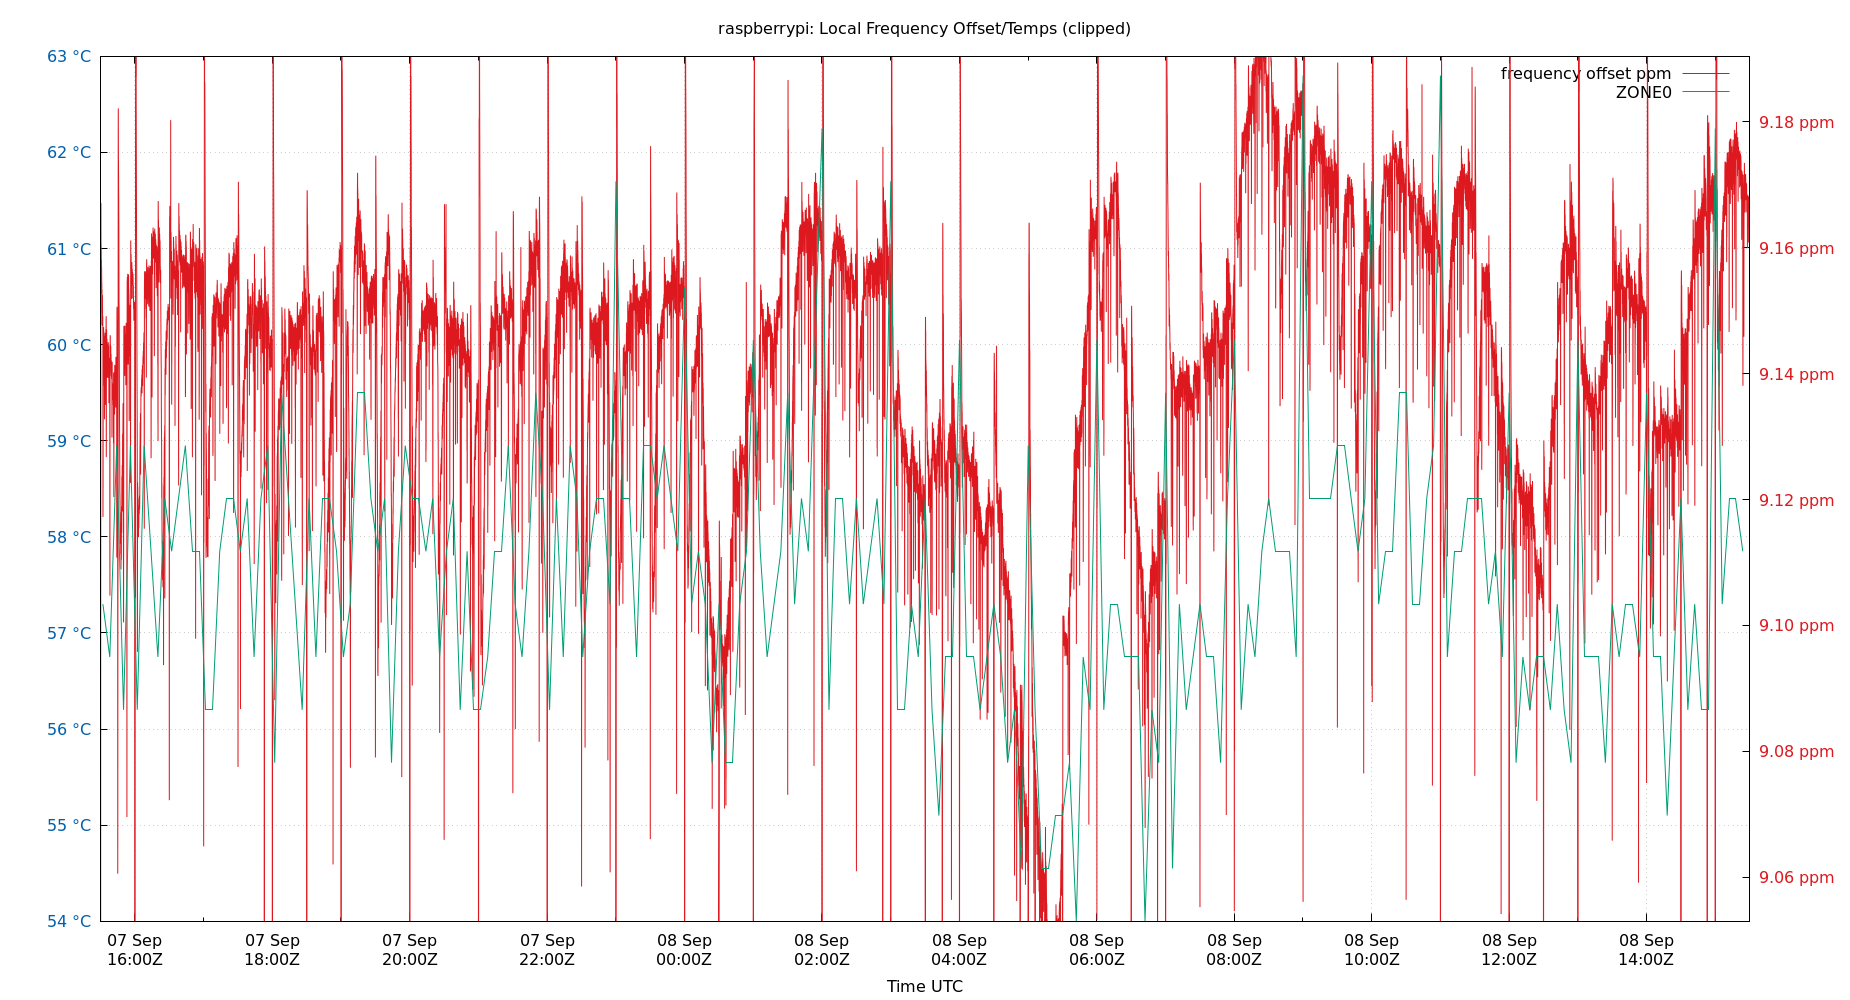 raspberrypi: Local Frequency Offset/Temps (clipped)
63 °C
62 °C
61 °C
60 °C
59 °C
58 °C
57 °C
56 °C
55 °C
54 °C
frequency offset ppm
ZONE0
9.18 ppm
9.16 ppm
9.14 ppm
9.12 ppm
9.10 ppm
9.08 ppm
9.06 ppm
07 Sep 07 Sep 07 Sep 07 Sep 08 Sep 08 Sep 08 Sep 08 Sep 08 Sep 08 Sep 08 Sep 08 Sep
16:00Z 18:00Z 20:00Z 22:00Z 00:00Z 02:00Z 04:00Z 06:00Z 08:00Z 10:00Z 12:00Z 14:00Z
Time UTC